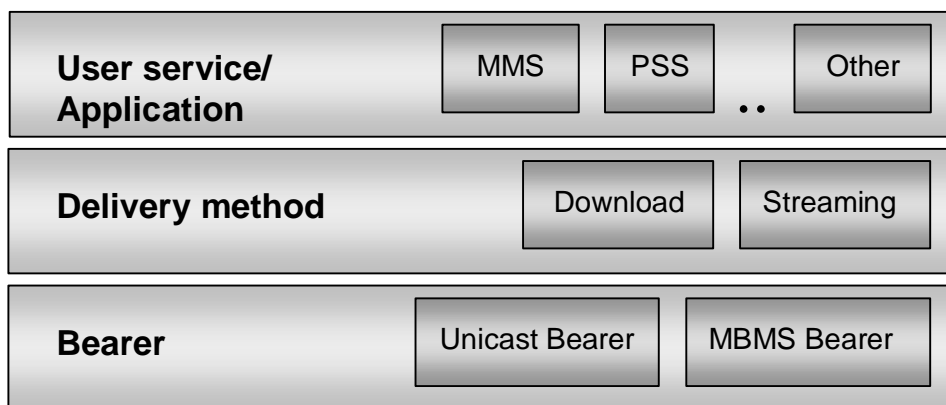 User service/
Application
MMS
PSS
..
Other
Delivery method
Download
Streaming
Bearer
Unicast Bearer
MBMS Bearer